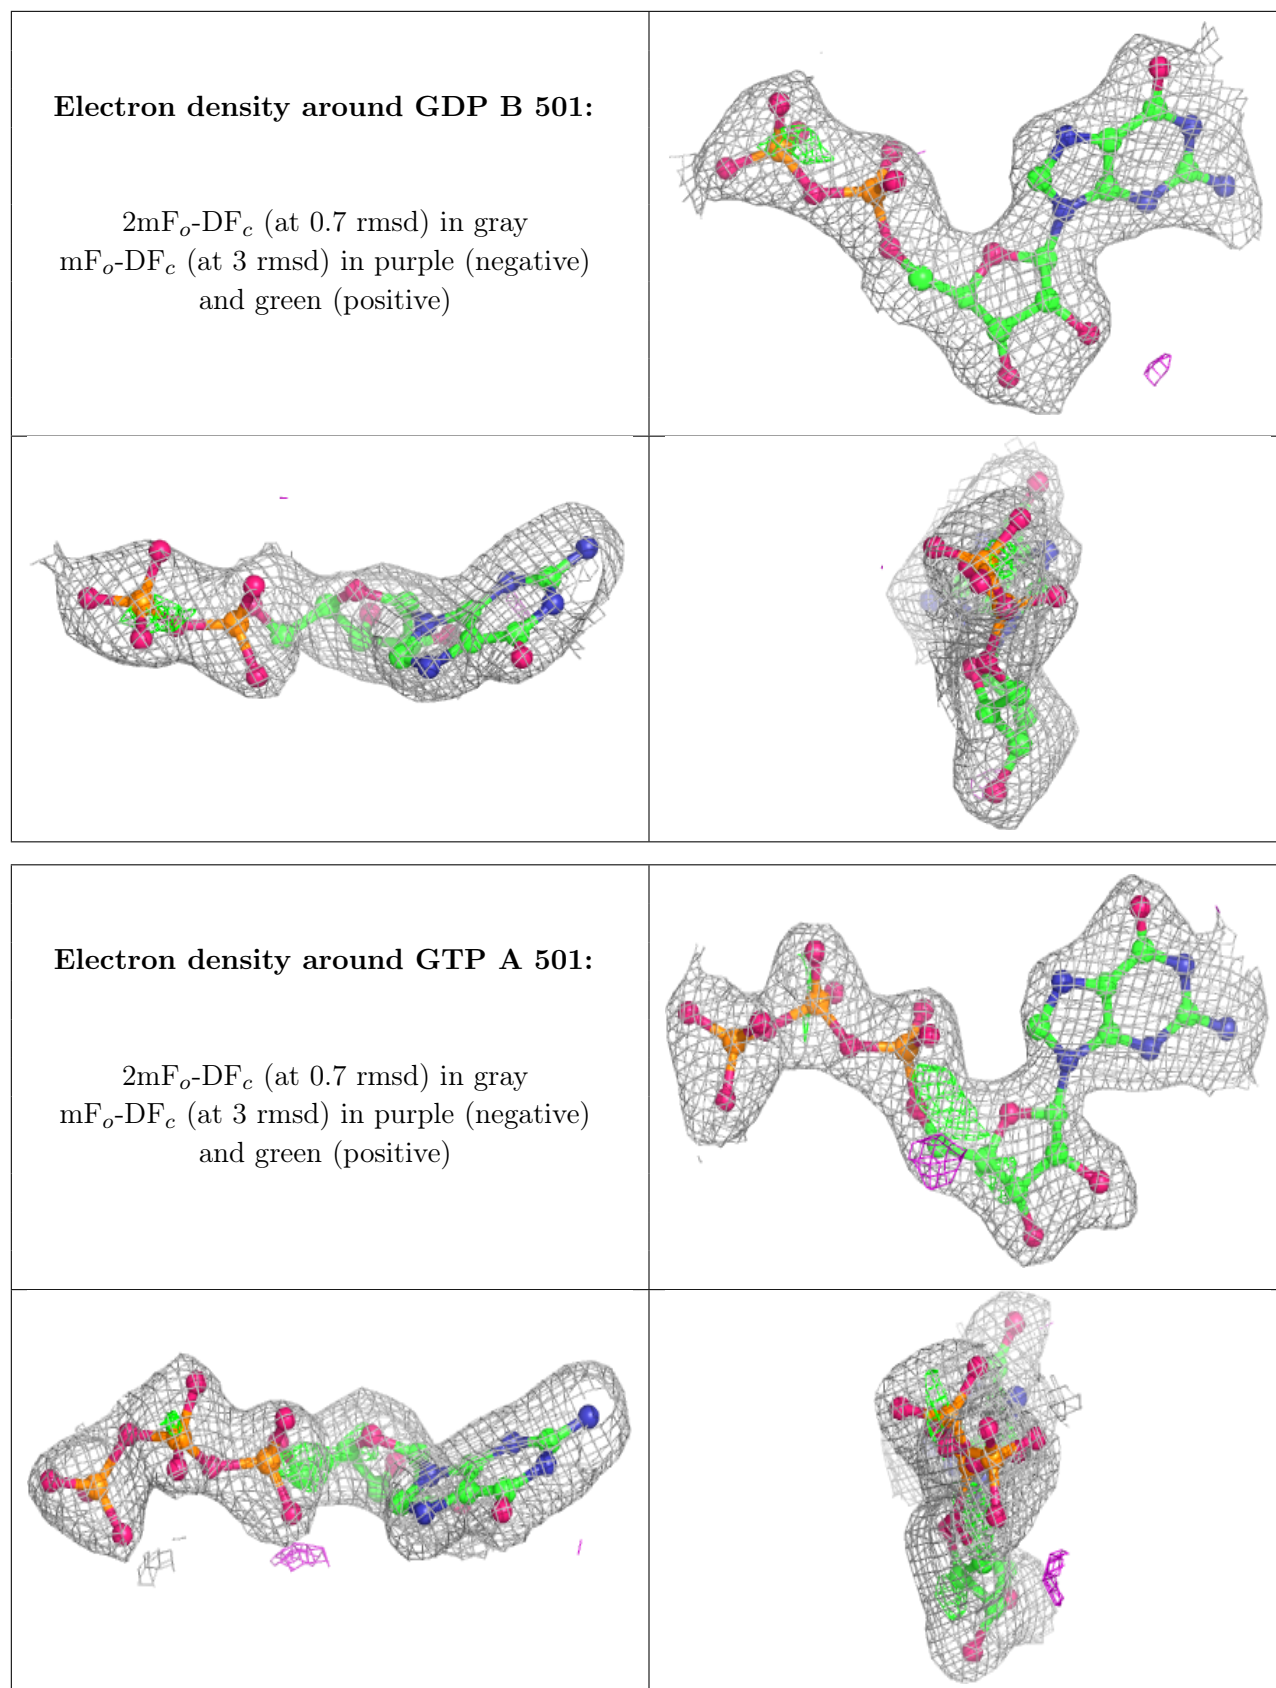 Electron density around GDP B 501:
2mFₒ-DF𝒸 (at 0.7 rmsd) in gray
mFₒ-DF𝒸 (at 3 rmsd) in purple (negative)
and green (positive)
Electron density around GTP A 501:
2mFₒ-DF𝒸 (at 0.7 rmsd) in gray
mFₒ-DF𝒸 (at 3 rmsd) in purple (negative)
and green (positive)